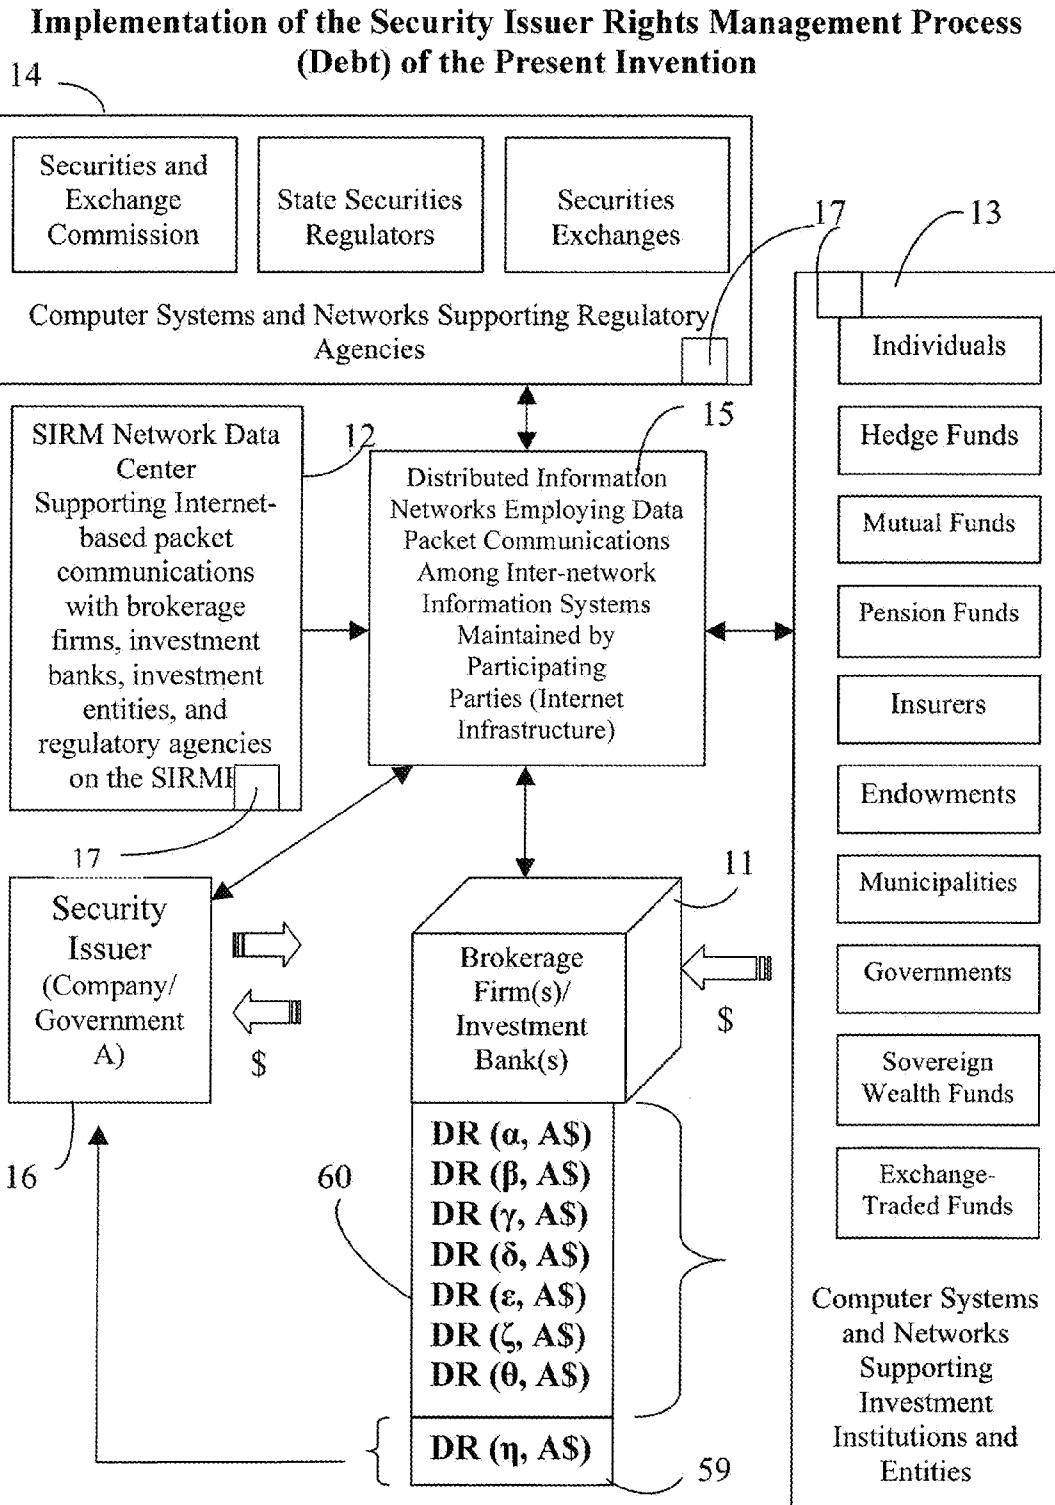 Implementation of the Security Issuer Rights Management Process
(Debt) of the Present Invention
14
Securities and
Exchange
Commission
State Securities
Regulators
Securities
Exchanges
Computer Systems and Networks Supporting Regulatory
Agencies
17
13
Individuals
Hedge Funds
Mutual Funds
Pension Funds
Insurers
Endowments
Municipalities
Governments
Sovereign
Wealth Funds
Exchange-
Traded Funds
Computer Systems
and Networks
Supporting
Investment
Institutions and
Entities
SIRM Network Data
Center
Supporting Internet-
based packet
communications
with brokerage
firms, investment
banks, investment
entities, and
regulatory agencies
on the SIRMI
12
15
Distributed Information
Networks Employing Data
Packet Communications
Among Inter-network
Information Systems
Maintained by
Participating
Parties (Internet
Infrastructure)
17
Security
Issuer
(Company/
Government
A)
$
16
11
Brokerage
Firm(s)/
Investment
Bank(s)
$
60
DR (α, A$)
DR (β, A$)
DR (γ, A$)
DR (δ, A$)
DR (ε, A$)
DR (ζ, A$)
DR (θ, A$)
DR (η, A$)
59